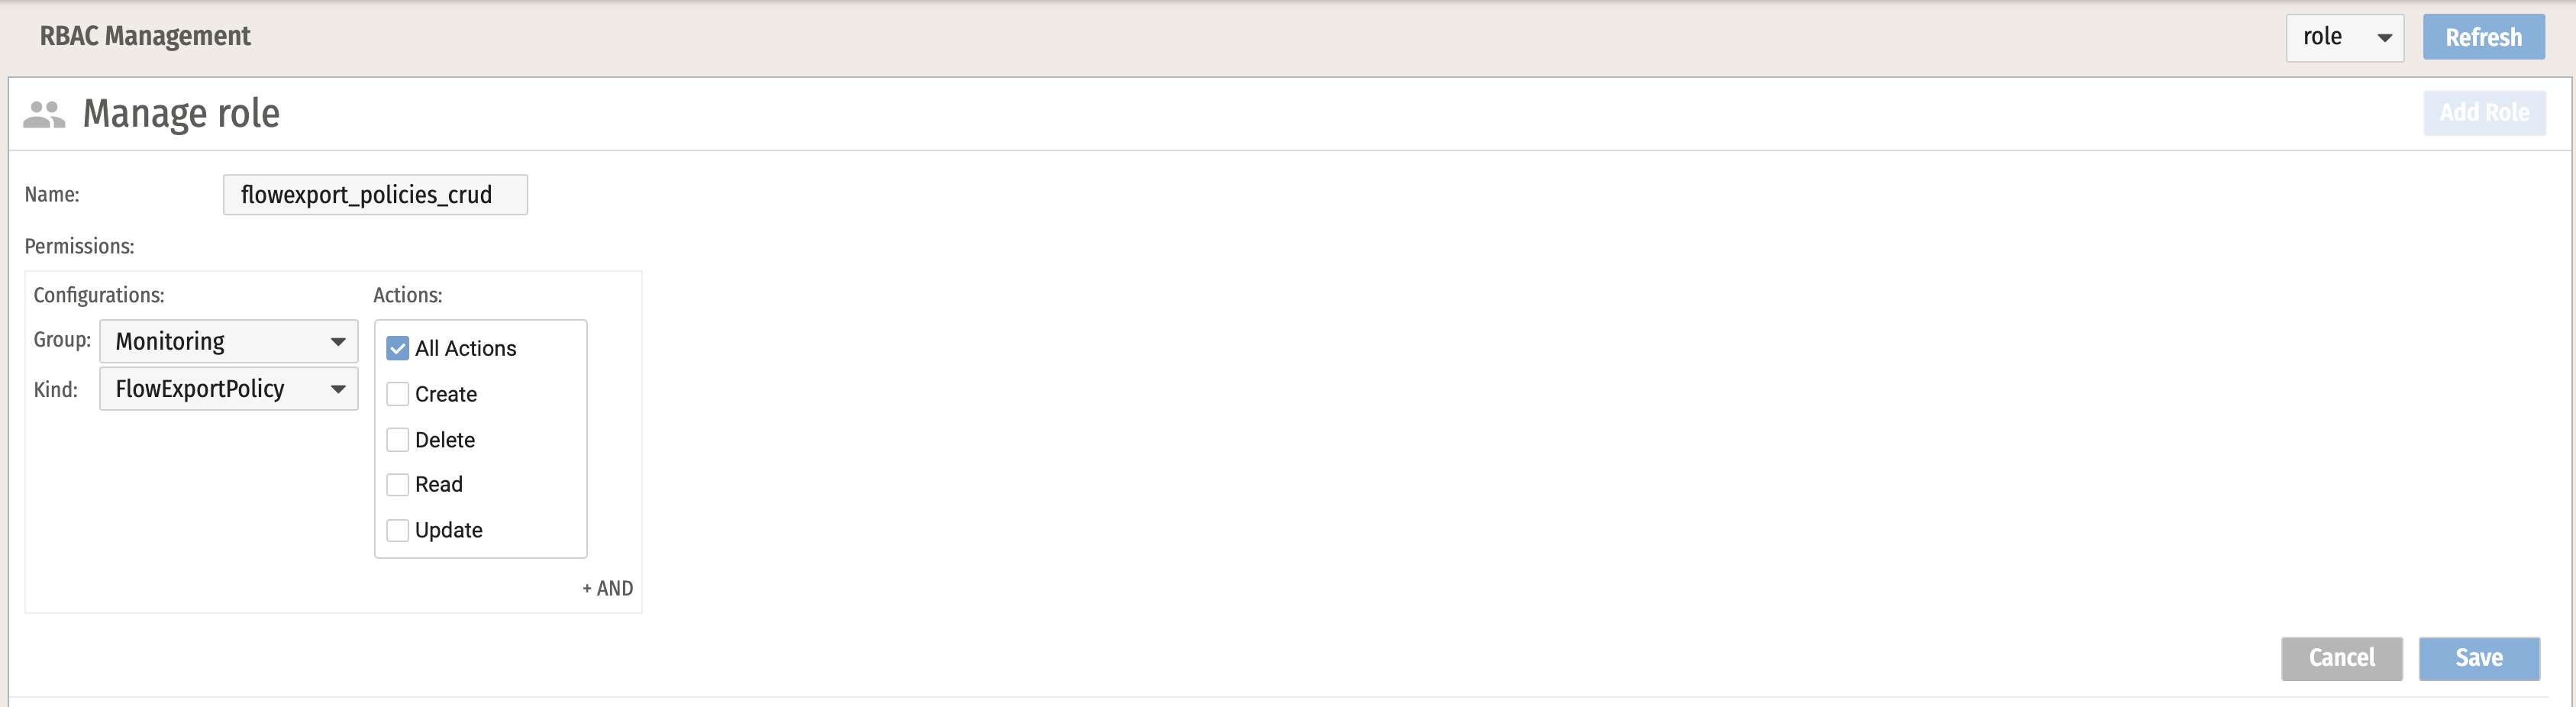 RBAC Management
role
Refresh
Manage role
Add Role
Name:
flowexport_policies_crud
Permissions:
Configurations:
Actions:
Group:
Monitoring
Kind:
FlowExportPolicy
All Actions
Create
Delete
Read
Update
+ AND
Cancel
Save